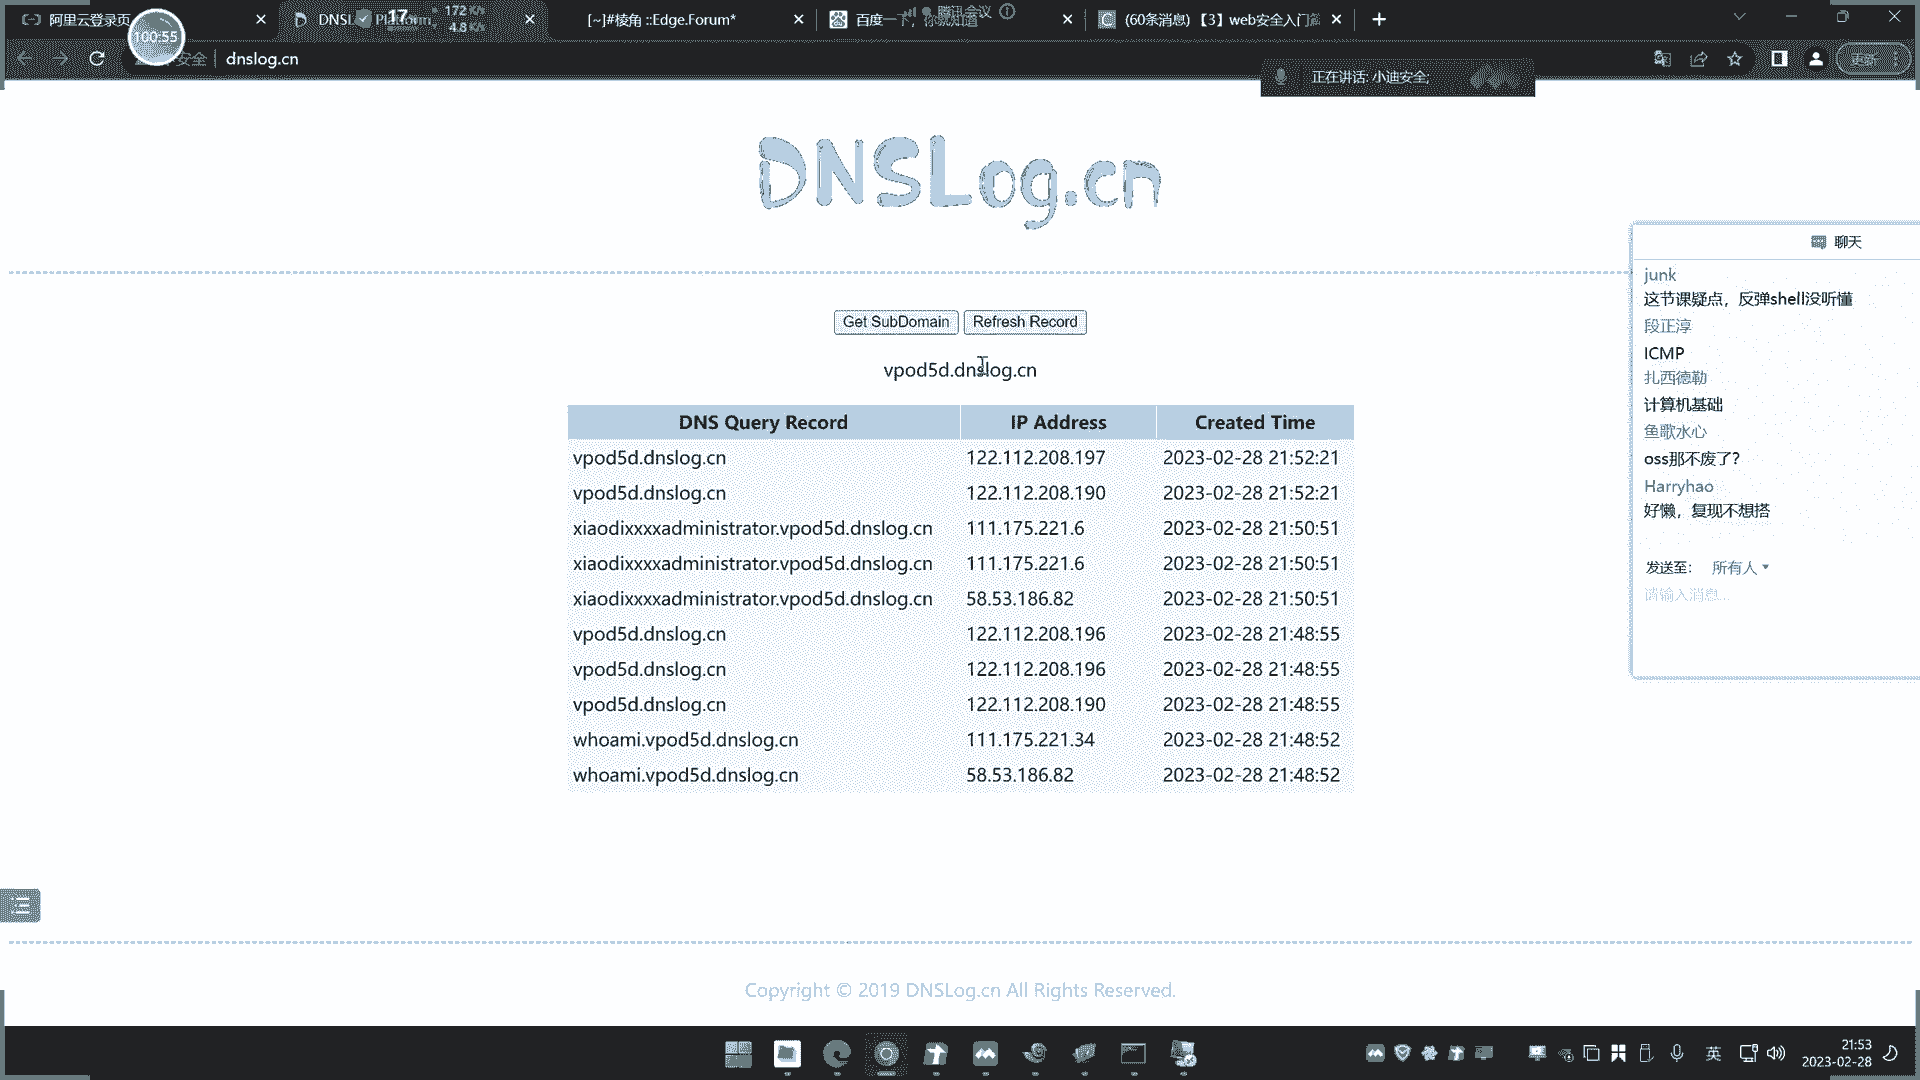 阿里云登录页
DNSL Platform
17
172 K/s
4.8 K/s
[~]#棱角 ::Edge.Forum*
百度一下，你就知道
腾讯会议
(60条消息) 【3】web安全入门
100:55
安全
dnslog.cn
更新
正在讲话: 小迪安全;
DNSLog.cn
Get SubDomain
Refresh Record
vpod5d.dnslog.cn
DNS Query Record IP Address Created Time
vpod5d.dnslog.cn 122.112.208.197 2023-02-28 21:52:21
vpod5d.dnslog.cn 122.112.208.190 2023-02-28 21:52:21
xiaodixxxxadministrator.vpod5d.dnslog.cn 111.175.221.6 2023-02-28 21:50:51
xiaodixxxxadministrator.vpod5d.dnslog.cn 111.175.221.6 2023-02-28 21:50:51
xiaodixxxxadministrator.vpod5d.dnslog.cn 58.53.186.82 2023-02-28 21:50:51
vpod5d.dnslog.cn 122.112.208.196 2023-02-28 21:48:55
vpod5d.dnslog.cn 122.112.208.196 2023-02-28 21:48:55
vpod5d.dnslog.cn 122.112.208.190 2023-02-28 21:48:55
whoami.vpod5d.dnslog.cn 111.175.221.34 2023-02-28 21:48:52
whoami.vpod5d.dnslog.cn 58.53.186.82 2023-02-28 21:48:52
聊天
junk
这节课疑点，反弹shell没听懂
段正淳
ICMP
扎西德勒
计算机基础
鱼歌水心
oss那不废了?
Harryhao
好懒，复现不想搭
发送至: 所有人
请输入消息...
Copyright © 2019 DNSLog.cn All Rights Reserved.
英
21:53
2023-02-28